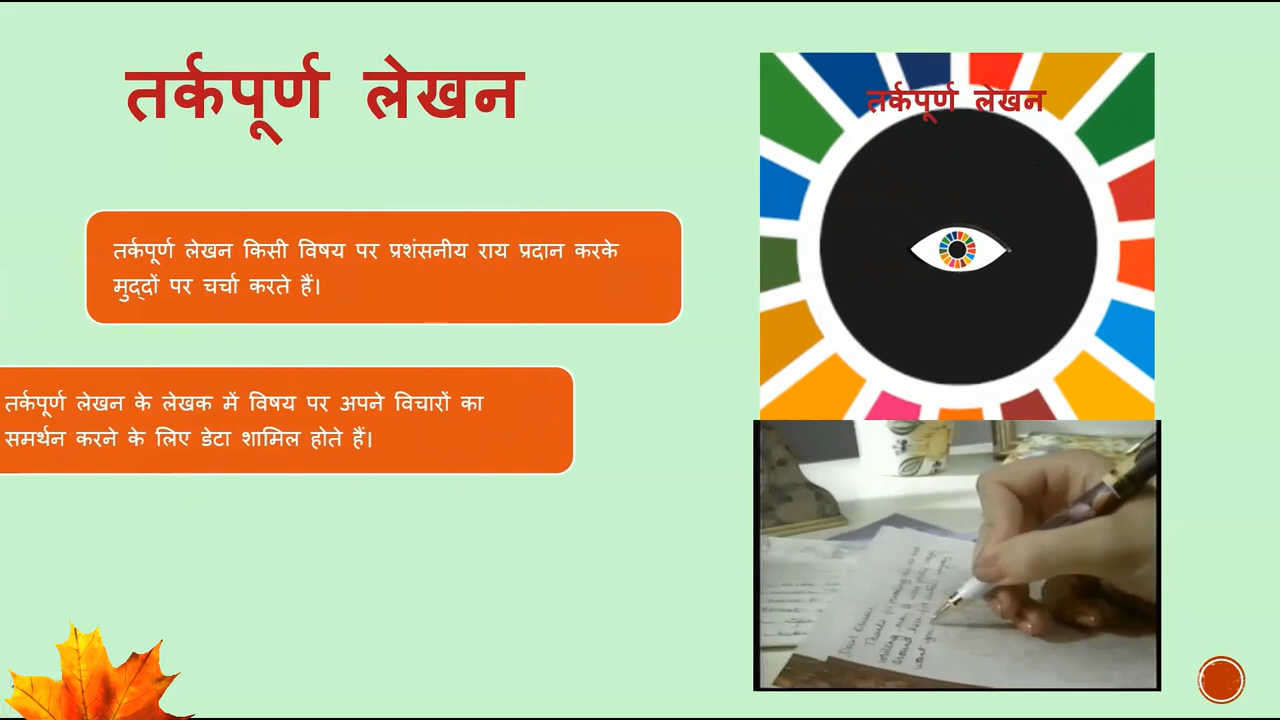 तर्कपूर्ण लेखन
तर्कपूर्ण लेखन किसी विषय पर प्रशंसनीय राय प्रदान करके
मुद्दों पर चर्चा करते हैं।
तर्कपूर्ण लेखन के लेखक में विषय पर अपने विचारों का
समर्थन करने के लिए डेटा शामिल होते हैं।
तर्कपूर्ण लेखन